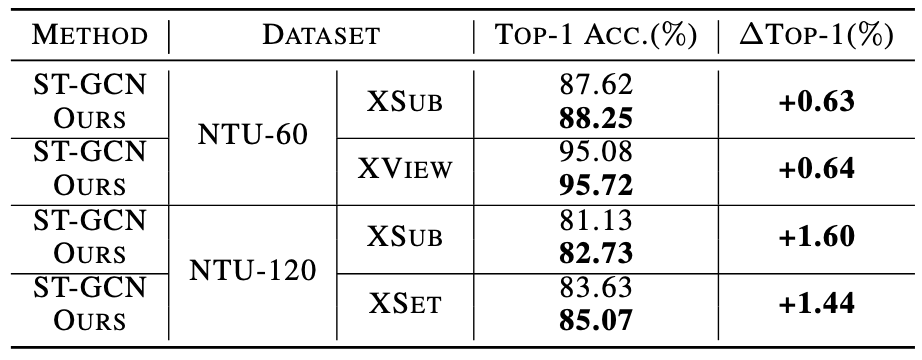 METHOD DATASET TOP-1 ACC.(%) ΔTOP-1(%)
ST-GCN NTU-60 XSUB 87.62 +0.63
OURS 88.25
ST-GCN XVIEW 95.08 +0.64
OURS 95.72
ST-GCN NTU-120 XSUB 81.13 +1.60
OURS 82.73
ST-GCN XSET 83.63 +1.44
OURS 85.07